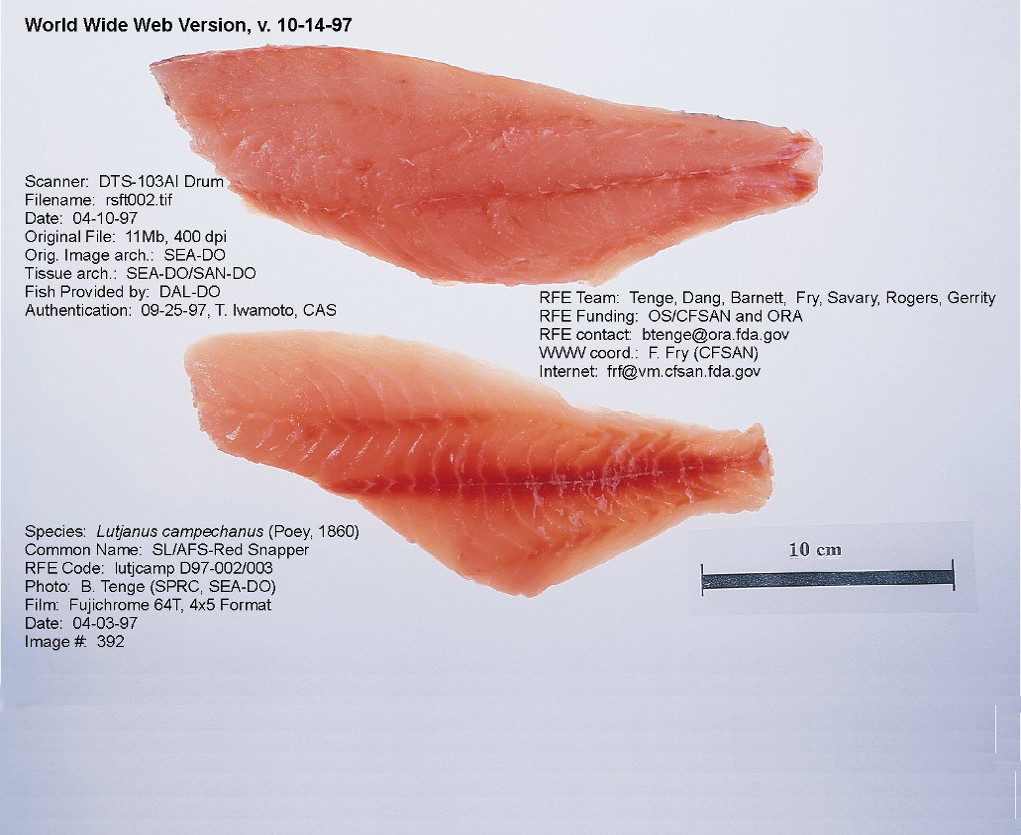 World Wide Web Version, v. 10-14-97
Scanner: DTS-103AI Drum
Filename: rsft002.tif
Date: 04-10-97
Original File: 11Mb, 400 dpi
Orig. Image arch.: SEA-DO
Tissue arch.: SEA-DO/SAN-DO
Fish Provided by: DAL-DO
Authentication: 09-25-97, T. Iwamoto, CAS
RFE Team: Tenge, Dang, Barnett, Fry, Savary, Rogers, Gerrity
RFE Funding: OS/CFSAN and ORA
RFE contact: btenge@ora.fda.gov
WWW coord.: F. Fry (CFSAN)
Internet: frf@vm.cfsan.fda.gov
Species: Lutjanus campechanus (Poey, 1860)
Common Name: SL/AFS-Red Snapper
RFE Code: lutjcamp D97-002/003
Photo: B. Tenge (SPRC, SEA-DO)
Film: Fujichrome 64T, 4x5 Format
Date: 04-03-97
Image #: 392
10 cm